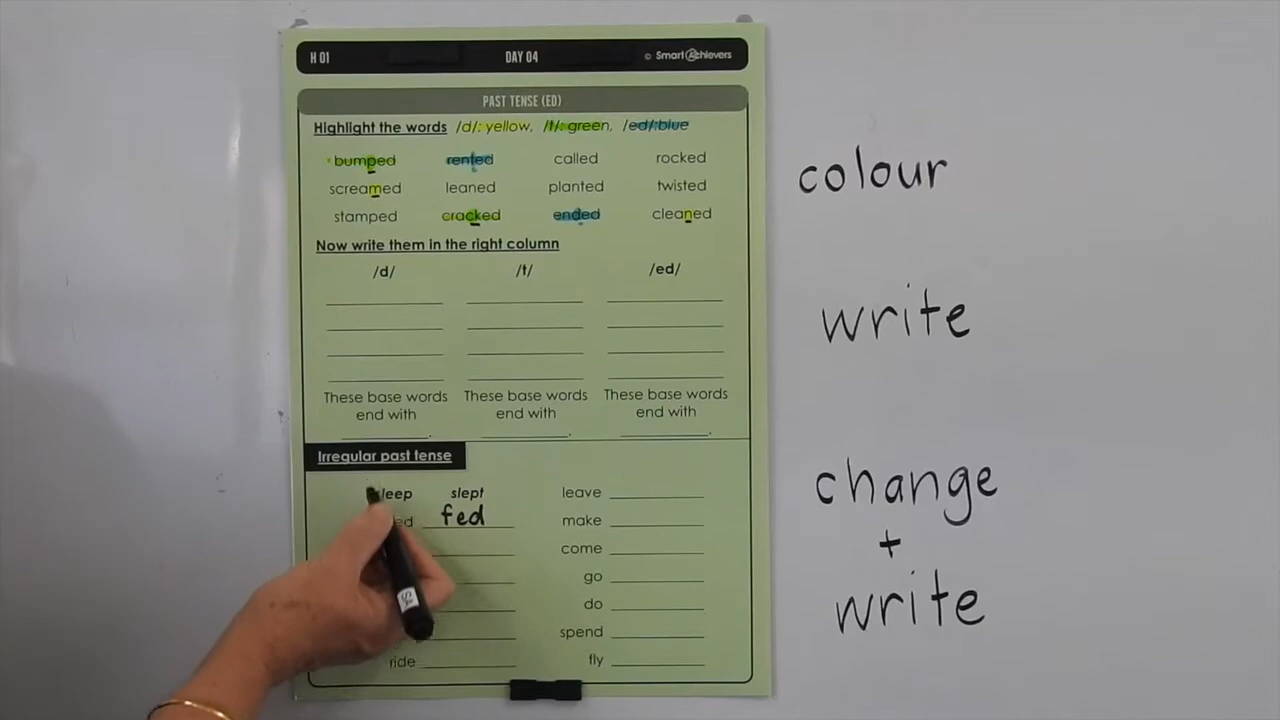 H 01 DAY 04 © Smart Achievers
PAST TENSE (ED)
Highlight the words /d/: yellow, /t/: green, /ed/:blue
bumped rented called rocked
screamed leaned planted twisted
stamped cracked ended cleaned
Now write them in the right column
/d/ /t/ /ed/
These base words end with ____. These base words end with ____. These base words end with ____.
Irregular past tense
sleep slept leave
fed make
come
go
do
spend
ride fly
colour
write
change
+
write